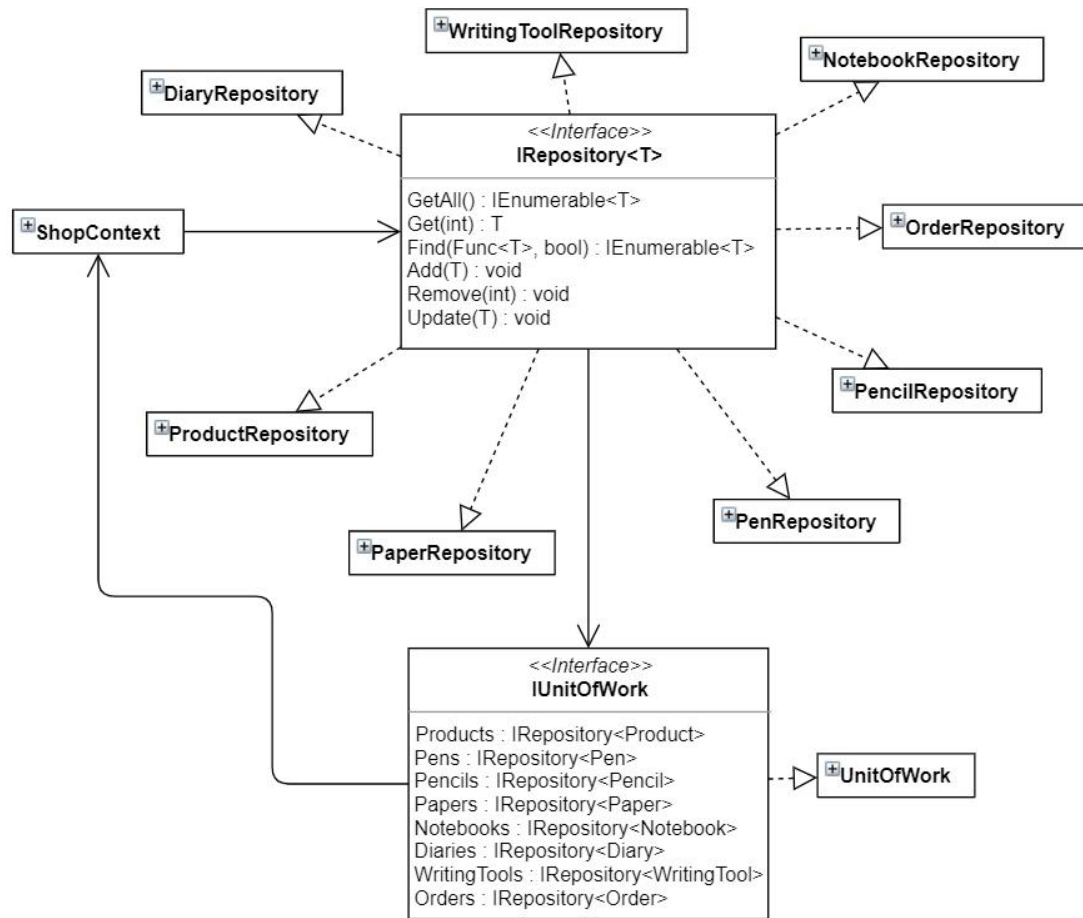 WritingToolRepository
NotebookRepository
DiaryRepository
<<Interface>>
IRepository<T>
GetAll() : IEnumerable<T>
Get(int) : T
Find(Func<T>, bool) : IEnumerable<T>
Add(T) : void
Remove(int) : void
Update(T) : void
ShopContext
OrderRepository
PencilRepository
ProductRepository
PenRepository
PaperRepository
<<Interface>>
IUnitOfWork
Products : IRepository<Product>
Pens : IRepository<Pen>
Pencils : IRepository<Pencil>
Papers : IRepository<Paper>
Notebooks : IRepository<Notebook>
Diaries : IRepository<Diary>
WritingTools : IRepository<WritingTool>
Orders : IRepository<Order>
UnitOfWork